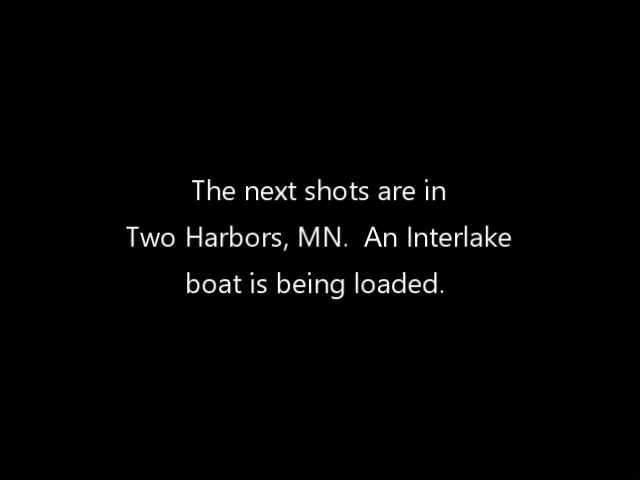 The next shots are in
Two Harbors, MN.  An Interlake
boat is being loaded.